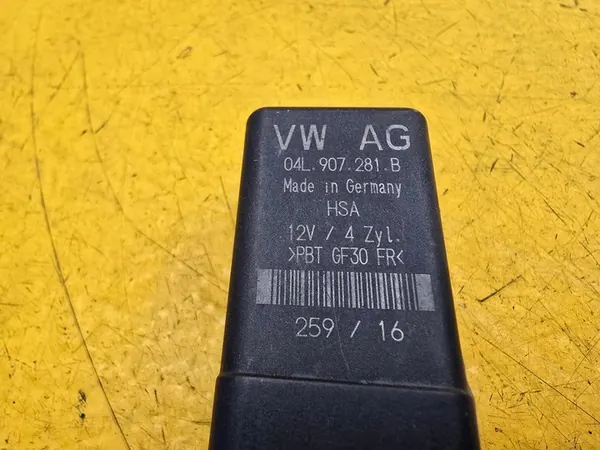 VW AG
04L.907.281.B
Made in Germany
HSA
12V / 4 Zyl.
>PBT GF30 FR<
259 / 16